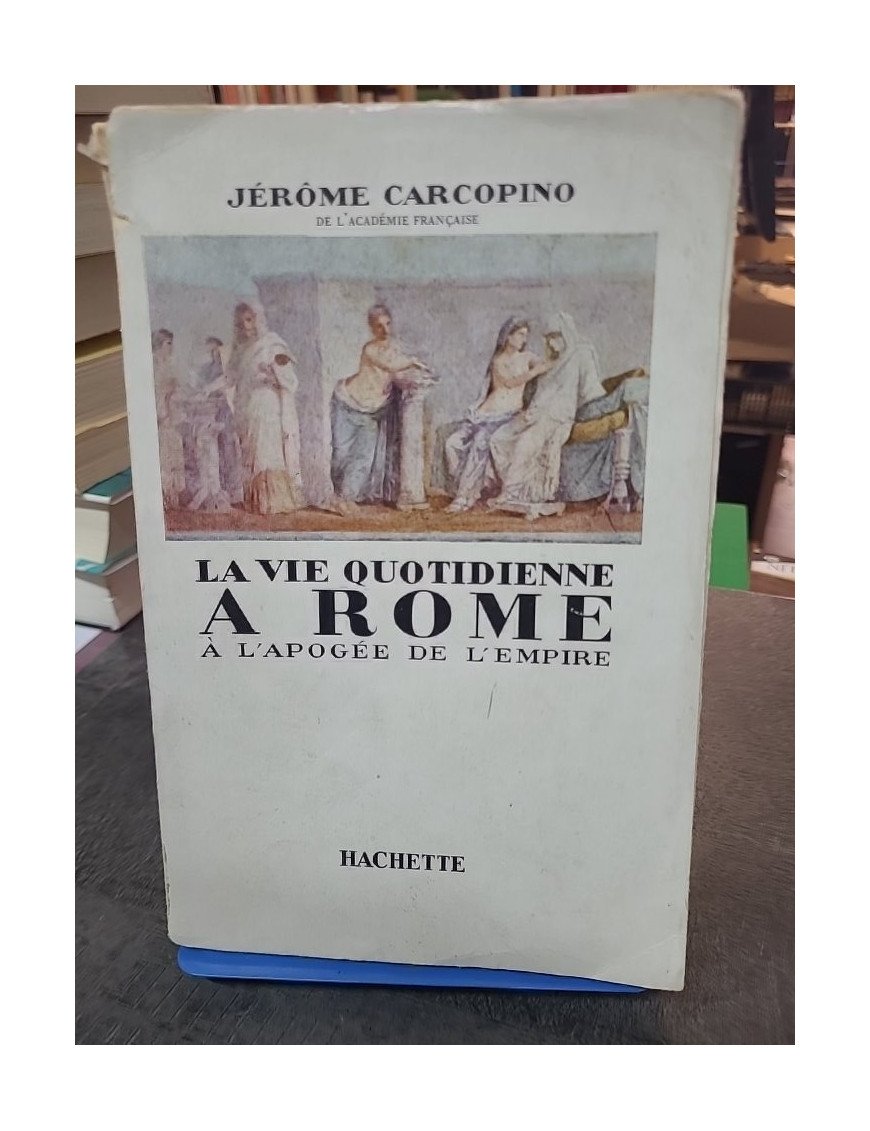 JÉRÔME CARCOPINO
DE L'ACADÉMIE FRANÇAISE
LA VIE QUOTIDIENNE
A ROME
À L'APOGÉE DE L'EMPIRE
HACHETTE